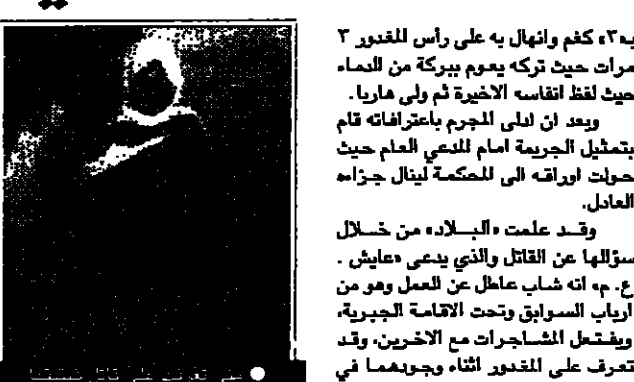 بـ«٣» كغم وانهال به على رأس المغدور ٣
مرات حيث تركه يعوم ببركة من الدماء
حيث لفظ انفاسه الاخيرة ثم ولى هاربا.
وبعد ان ادلى المجرم باعترافاته قام
بتمثيل الجريمة امام المدعي العام حيث
حولت اوراقه الى المحكمة لينال جزاءه
العادل.
وقد علمت «البلاد» من خلال
سؤالها عن القاتل والذي يدعى «عايش .
ع. م» انه شاب عاطل عن العمل وهو من
ارباب السوابق وتحت الاقامة الجبرية،
ويفتعل المشاجرات مع الاخرين، وقد
تعرف على المغدور اثناء وجودهما في